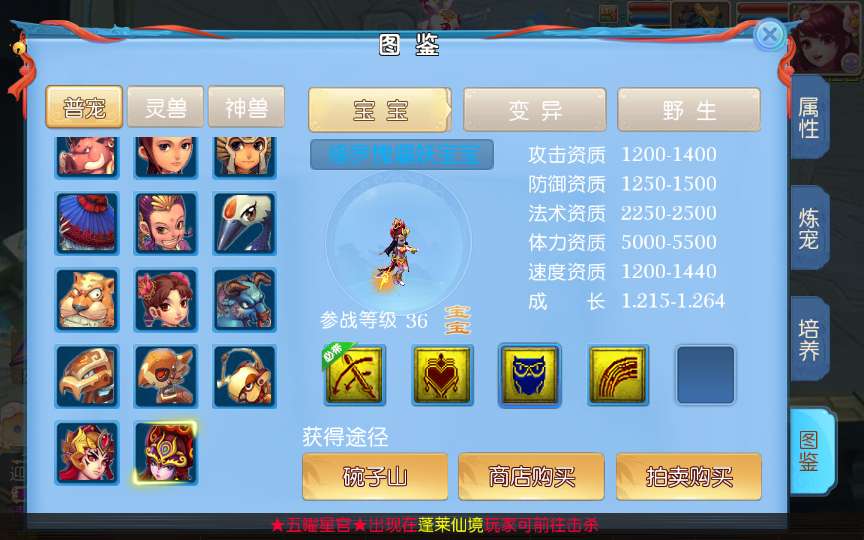 图 鉴
普宠 灵兽 神兽
宝 宝 变 异 野 生
攻击资质 1200-1400
防御资质 1250-1500
法术资质 2250-2500
体力资质 5000-5500
速度资质 1200-1440
成 长 1.215-1.264
参战等级 36 宝宝
必带
获得途径
碗子山 商店购买 拍卖购买
属性
炼宠
培养
图鉴
★五曜星官★出现在蓬莱仙境玩家可前往击杀